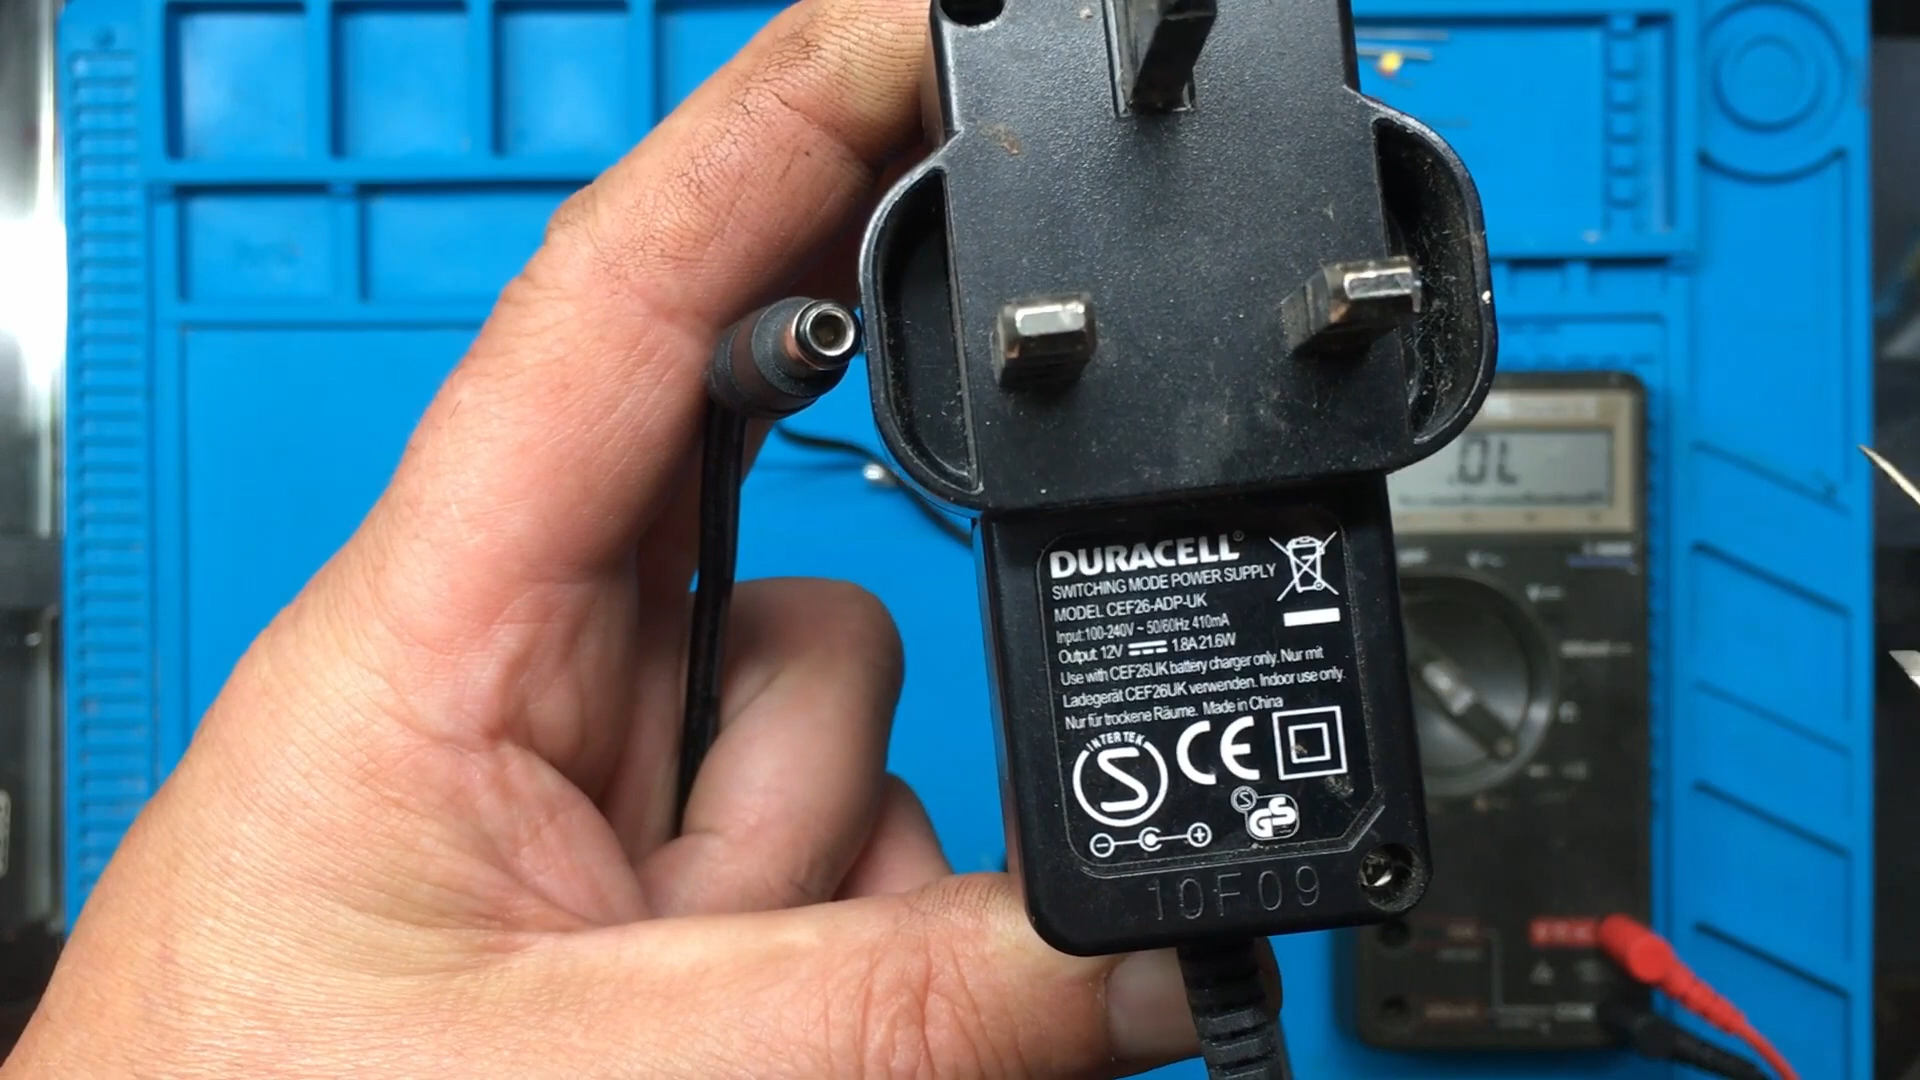 DURACELL®
SWITCHING MODE POWER SUPPLY
MODEL CEF26-ADP-UK
Input:100-240V ~ 50/60Hz 410mA
Output: 12V 1.8A 21.6W
Use with CEF26UK battery charger only. Nur mit
Ladegerät CEF26UK verwenden. Indoor use only.
Nur für trockene Räume. Made in China
INTERTEK
S CE
S GS
- +
10F09
.OL